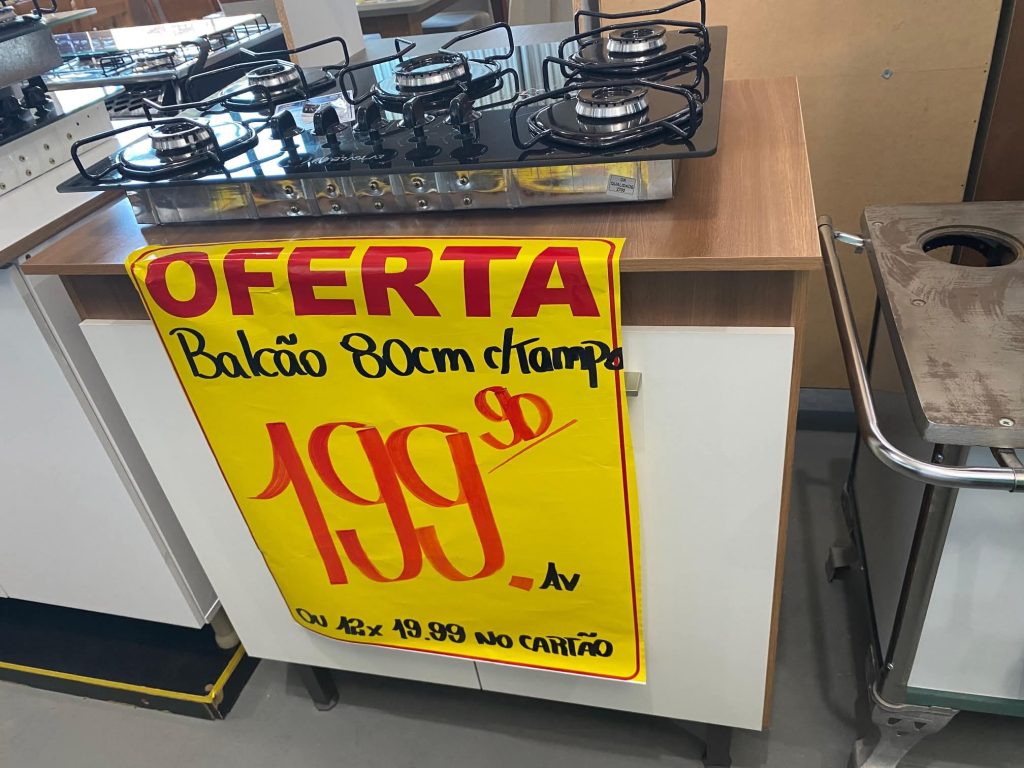 OFERTA
Balcão 80cm c/tampo
199.90
Av
ou 12x 19.99 no cartão